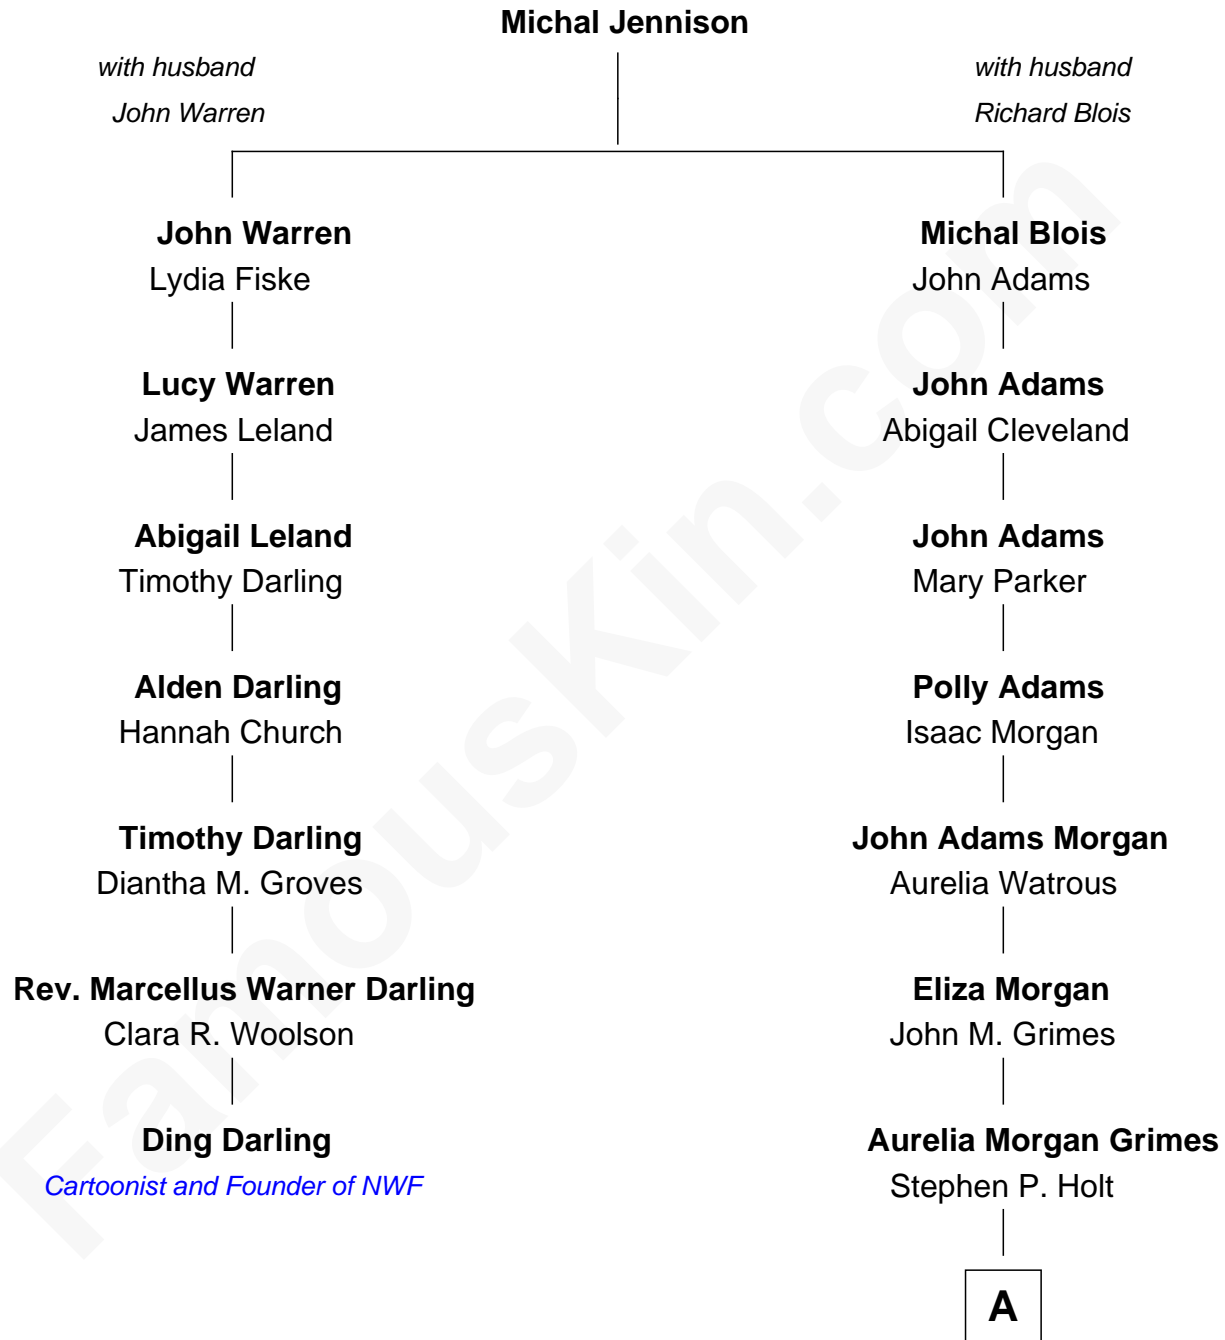 Michal Jennison
with husband
John Warren
with husband
Richard Blois
John Warren
Lydia Fiske
Michal Blois
John Adams
Lucy Warren
James Leland
John Adams
Abigail Cleveland
Abigail Leland
Timothy Darling
John Adams
Mary Parker
Alden Darling
Hannah Church
Polly Adams
Isaac Morgan
Timothy Darling
Diantha M. Groves
John Adams Morgan
Aurelia Watrous
Rev. Marcellus Warner Darling
Clara R. Woolson
Eliza Morgan
John M. Grimes
Ding Darling
Cartoonist and Founder of NWF
Aurelia Morgan Grimes
Stephen P. Holt
A
FamousKin.com